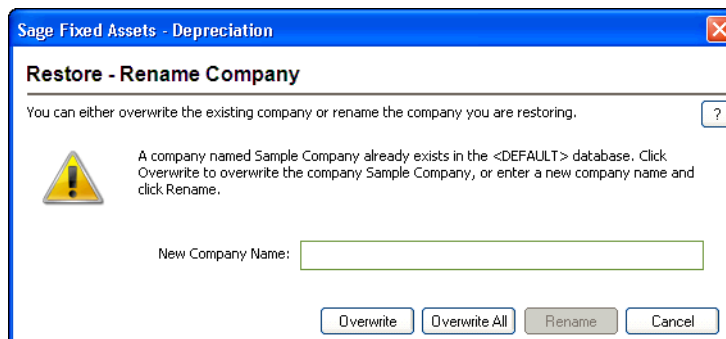 Sage Fixed Assets - Depreciation
Restore - Rename Company
You can either overwrite the existing company or rename the company you are restoring.
?
A company named Sample Company already exists in the <DEFAULT> database. Click
Overwrite to overwrite the company Sample Company, or enter a new company name and
click Rename.
New Company Name:
Overwrite Overwrite All Rename Cancel